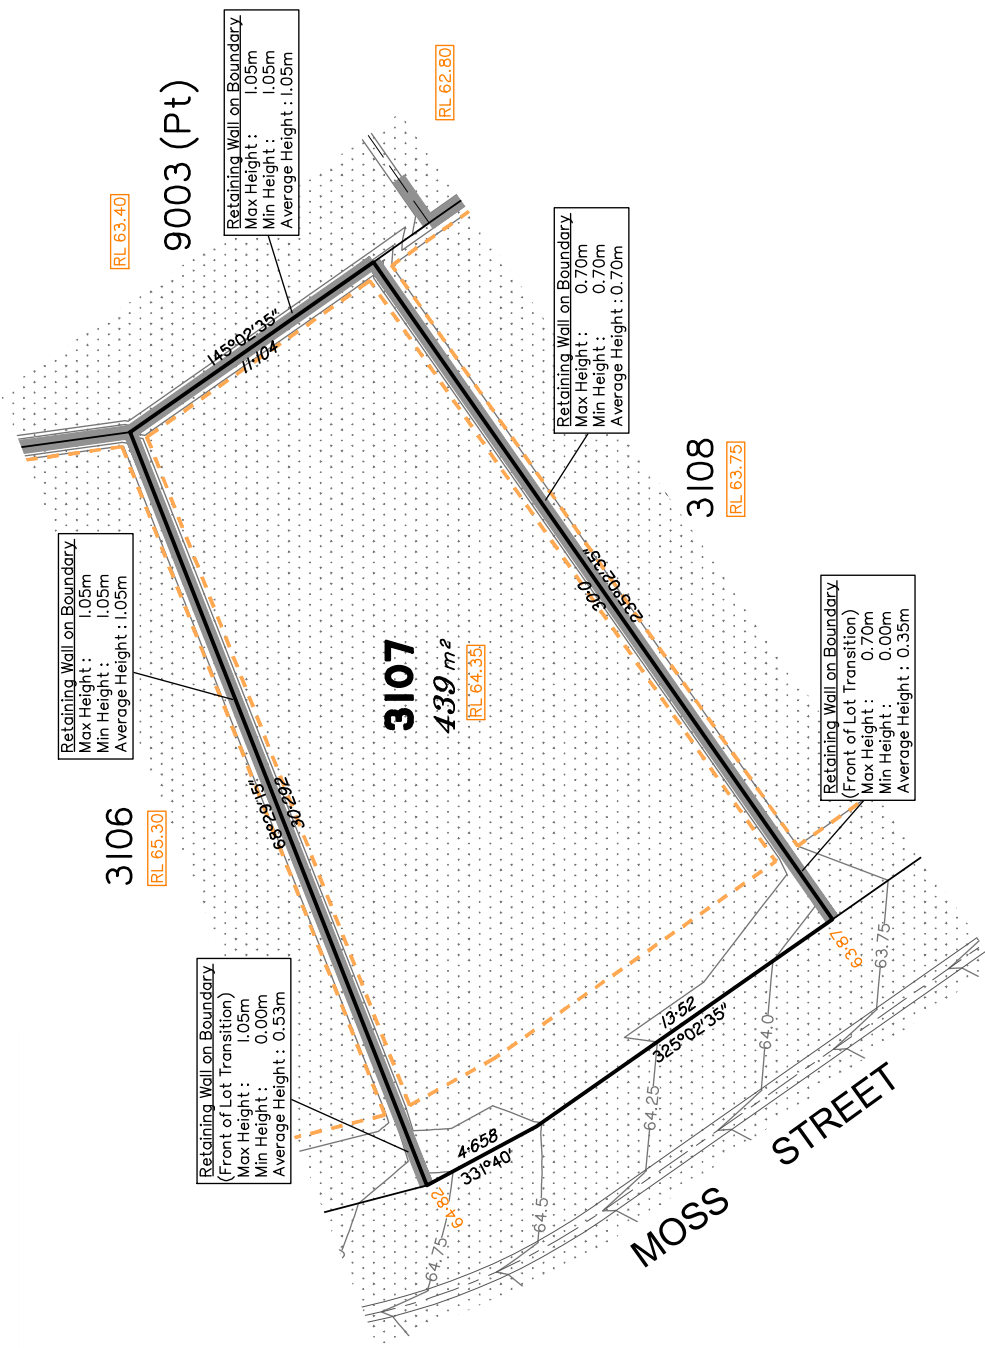 9003 (Pt)
RL 63.40
RL 62.80
Retaining Wall on Boundary
Max Height : 1.05m
Min Height : 1.05m
Average Height : 1.05m
145°02'35"
11·104
Retaining Wall on Boundary
Max Height : 0.70m
Min Height : 0.70m
Average Height : 0.70m
3108
RL 63.75
30·0
235°02'35"
Retaining Wall on Boundary
Max Height : 1.05m
Min Height : 1.05m
Average Height : 1.05m
3106
RL 65.30
68°29'15"
30·292
3107
439 m²
RL 64.35
Retaining Wall on Boundary
(Front of Lot Transition)
Max Height : 0.70m
Min Height : 0.00m
Average Height : 0.35m
Retaining Wall on Boundary
(Front of Lot Transition)
Max Height : 1.05m
Min Height : 0.00m
Average Height : 0.53m
4·658
331°40'
13·52
325°02'35"
64·82
63·87
64.75
64.5
64.25
64.0
63.75
MOSS STREET